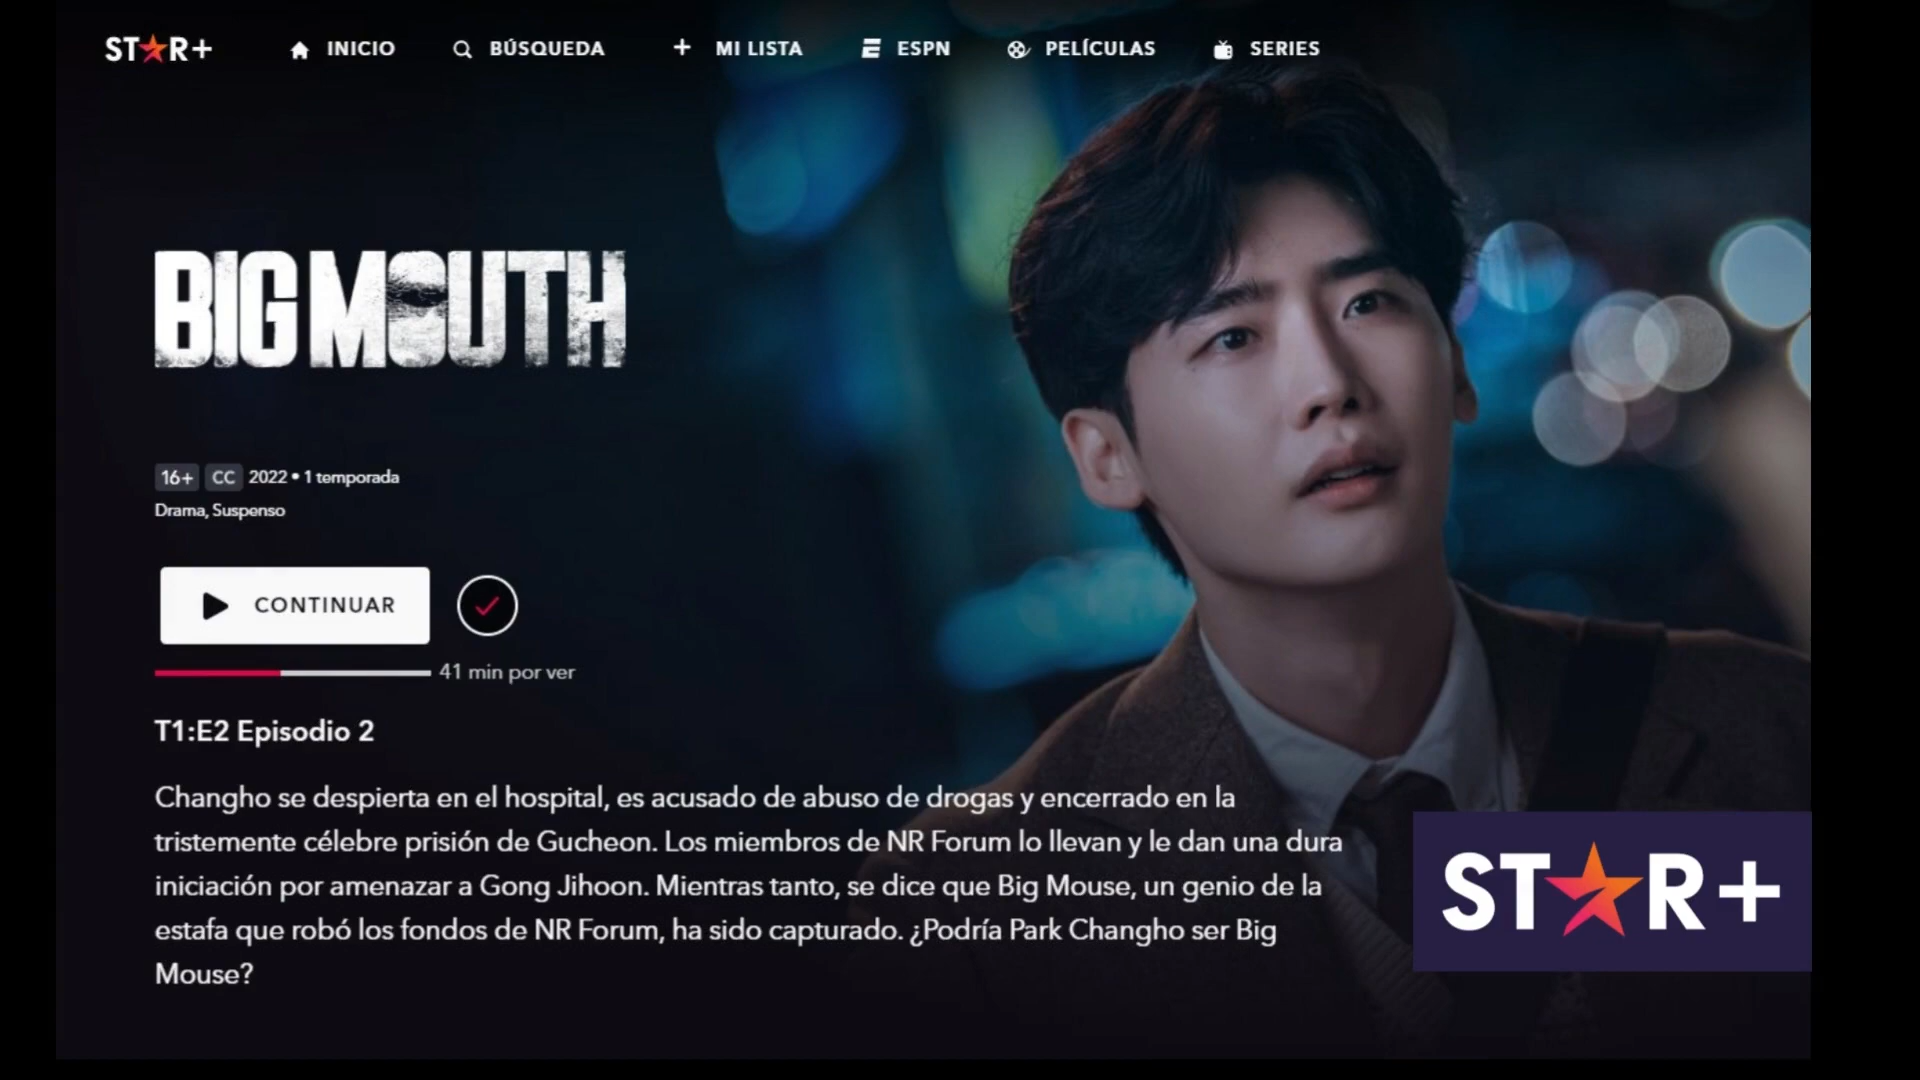 STAR+ INICIO BÚSQUEDA MI LISTA ESPN PELÍCULAS SERIES
BIG MOUTH
16+ CC 2022 • 1 temporada
Drama, Suspenso
CONTINUAR
41 min por ver
T1:E2 Episodio 2
Changho se despierta en el hospital, es acusado de abuso de drogas y encerrado en la
tristemente célebre prisión de Gucheon. Los miembros de NR Forum lo llevan y le dan una dura
iniciación por amenazar a Gong Jihoon. Mientras tanto, se dice que Big Mouse, un genio de la
estafa que robó los fondos de NR Forum, ha sido capturado. ¿Podría Park Changho ser Big
Mouse?
STAR+